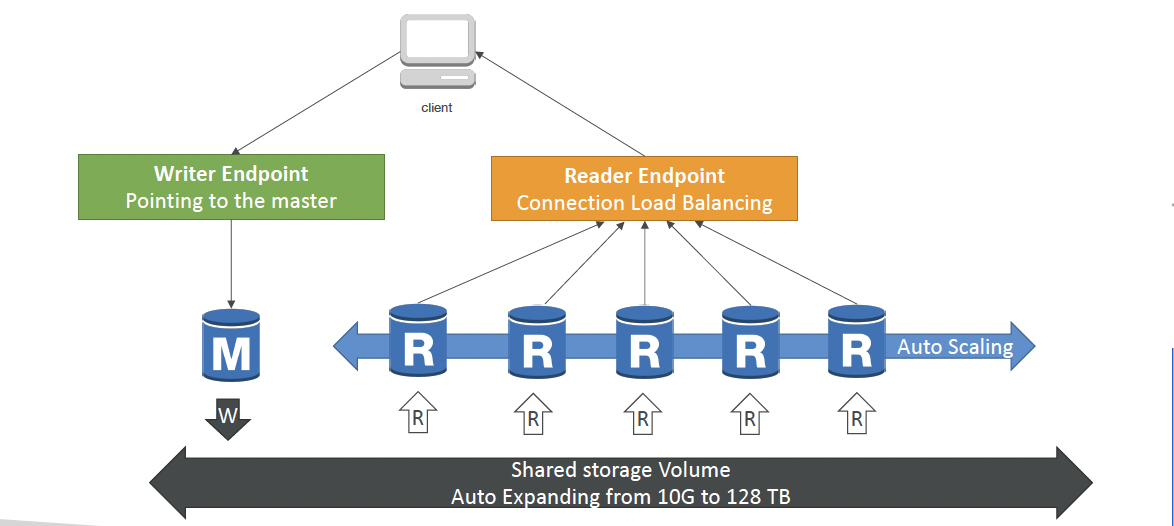 client
Writer Endpoint
Pointing to the master
Reader Endpoint
Connection Load Balancing
M
R
R
R
R
R
Auto Scaling
W
R
R
R
R
R
Shared storage Volume
Auto Expanding from 10G to 128 TB